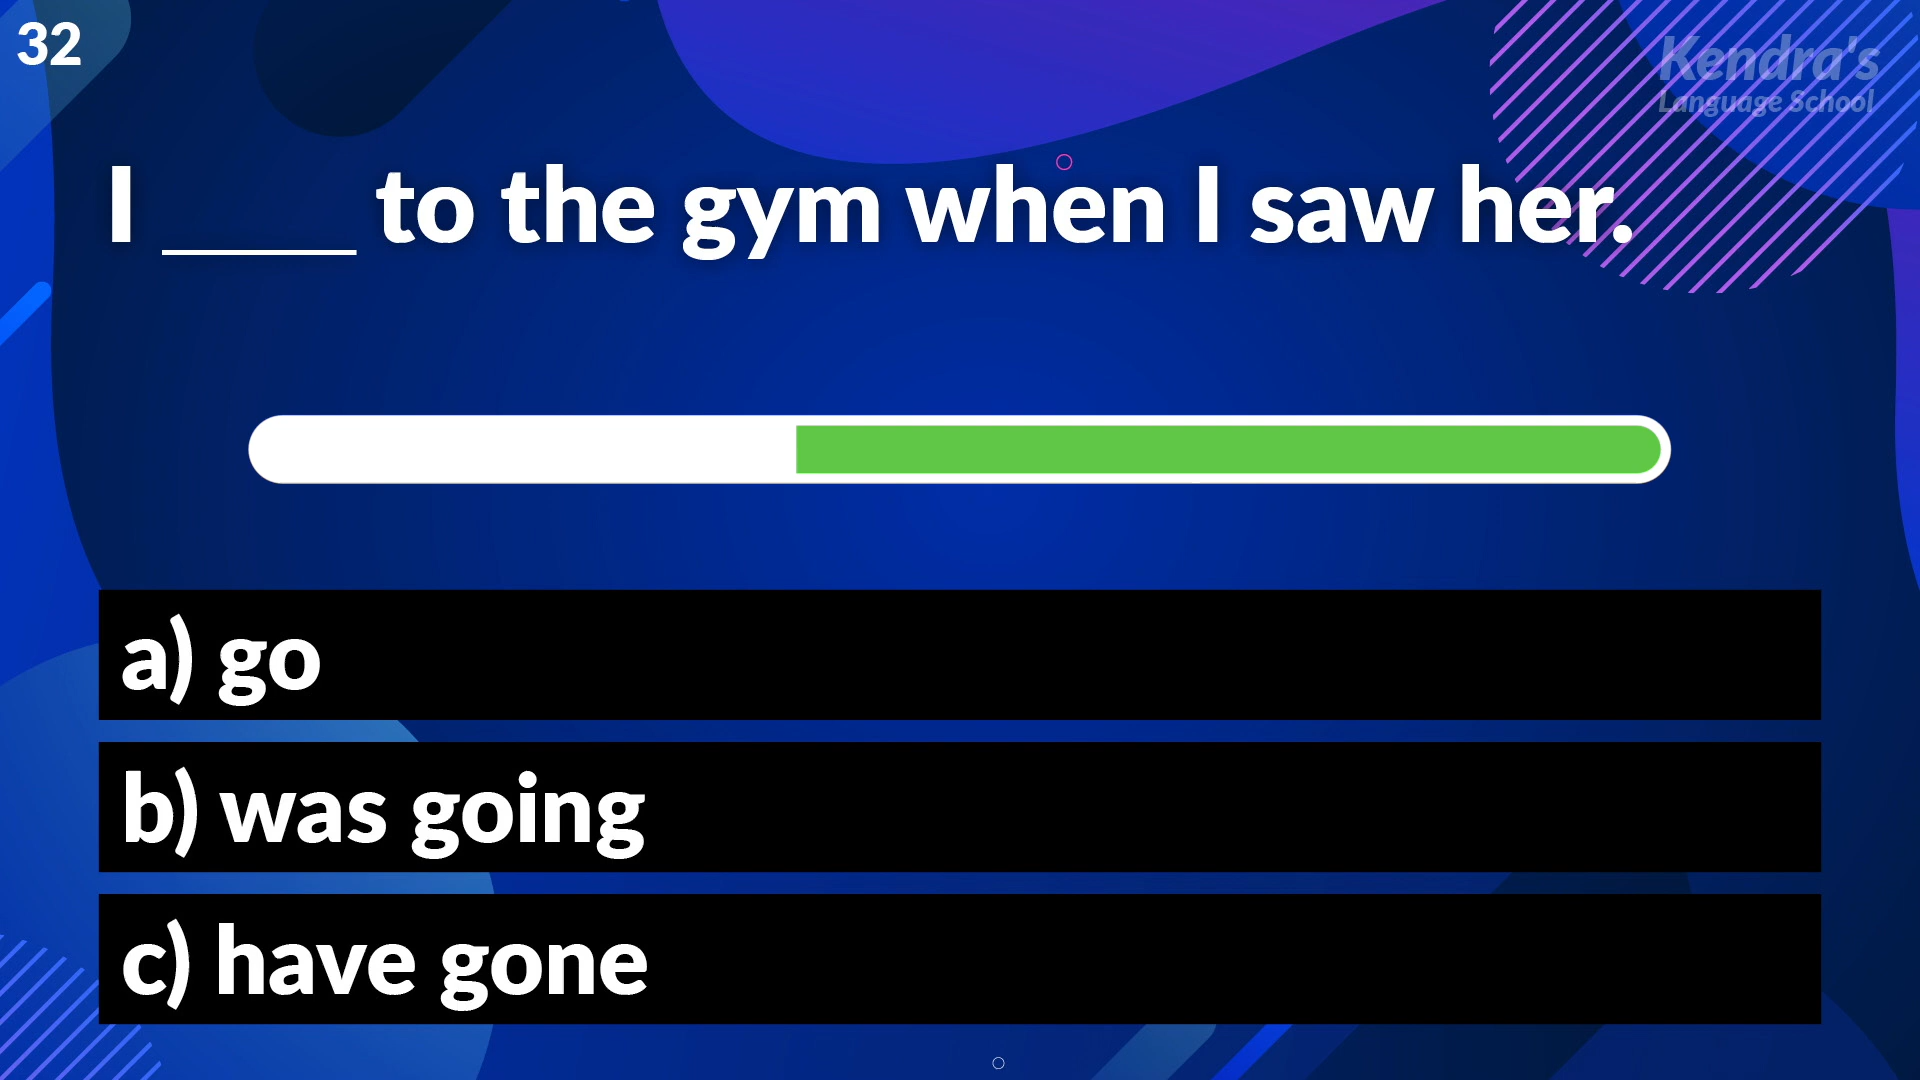 32
Kendra's
Language School
I ____ to the gym when I saw her.
a) go
b) was going
c) have gone